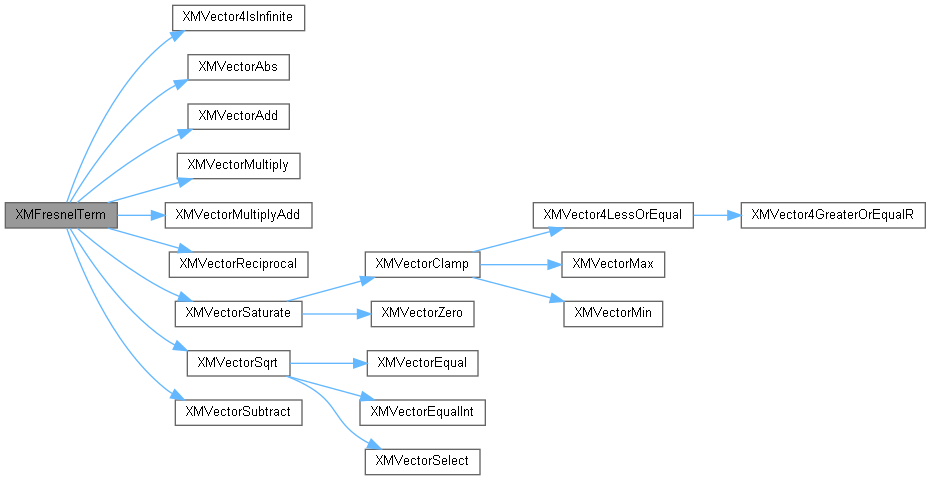 XMFresnelTerm
XMVector4IsInfinite
XMVectorAbs
XMVectorAdd
XMVectorMultiply
XMVectorMultiplyAdd
XMVectorReciprocal
XMVectorSaturate
XMVectorSqrt
XMVectorSubtract
XMVectorClamp
XMVectorZero
XMVectorEqual
XMVectorEqualInt
XMVectorSelect
XMVector4LessOrEqual
XMVectorMax
XMVectorMin
XMVector4GreaterOrEqualR